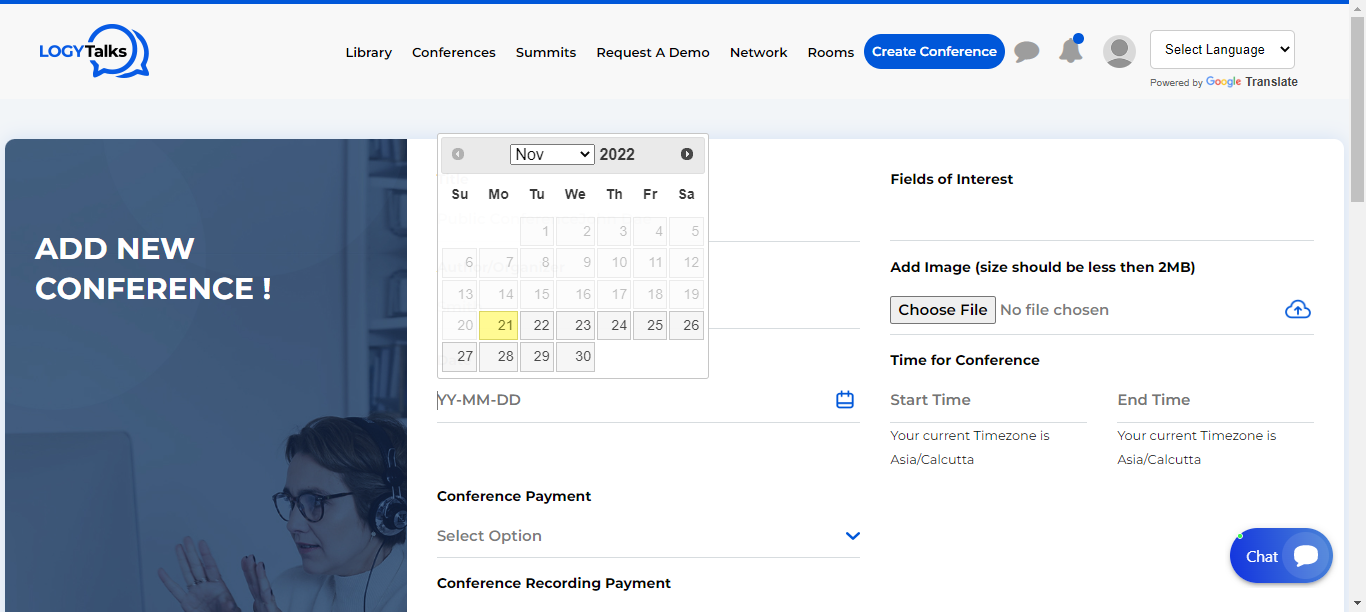 LOGYTalks
Library Conferences Summits Request A Demo Network Rooms Create Conference Select Language
Powered by Google Translate
ADD NEW
CONFERENCE !
Nov 2022
Su Mo Tu We Th Fr Sa
1 2 3 4 5
6 7 8 9 10 11 12
13 14 15 16 17 18 19
20 21 22 23 24 25 26
27 28 29 30
YY-MM-DD
Conference Payment
Select Option
Conference Recording Payment
Fields of Interest
Add Image (size should be less then 2MB)
Choose File No file chosen
Time for Conference
Start Time End Time
Your current Timezone is Your current Timezone is
Asia/Calcutta Asia/Calcutta
Chat